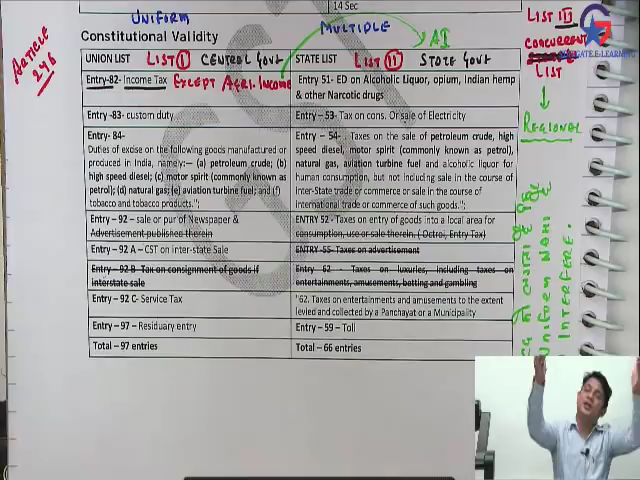 14 Sec
UNIFORM
MULTIPLE
Constitutional Validity
ARTICLE
246
AI
LIST III
CONCURRENT
LIST
REGIONAL
UNION LIST LIST I CENTRAL GOVT
STATE LIST LIST II STATE GOVT
Entry-82- Income Tax EXCEPT AGRI. INCOME
Entry 51- ED on Alcoholic Liquor, opium, Indian hemp
& other Narcotic drugs
Entry -83- custom duty
Entry – 53- Tax on cons. Or sale of Electricity
Entry- 84-
Duties of excise on the following goods manufactured or
produced in India, namely:- (a) petroleum crude; (b)
high speed diesel; (c) motor spirit (commonly known as
petrol); (d) natural gas; (e) aviation turbine fuel; and (f)
tobacco and tobacco products.";
Entry – 54-. Taxes on the sale of petroleum crude, high
speed diesel, motor spirit (commonly known as petrol),
natural gas, aviation turbine fuel and alcoholic liquor for
human consumption, but not including sale in the course of
inter-State trade or commerce or sale in the course of
international trade or commerce of such goods.";
Entry – 92 – sale or pur of Newspaper &
Advertisement published therein
ENTRY 52- Taxes on entry of goods into a local area for
consumption, use or sale therein. ( Octroi, Entry Tax)
Entry – 92 A – CST on inter-state Sale
ENTRY -55- Taxes on advertisement
Entry – 92 B- Tax on consignment of goods if
interstate sale
Entry 62 - Taxes on luxuries, including taxes on
entertainments, amusements, betting and gambling
Entry – 92 C- Service Tax
"62. Taxes on entertainments and amusements to the extent
levied and collected by a Panchayat or a Municipality
Entry – 97 – Residuary entry
Entry – 59 – Toll
Total – 97 entries
Total – 66 entries
UNIFORM NAHI
INTERFERE.